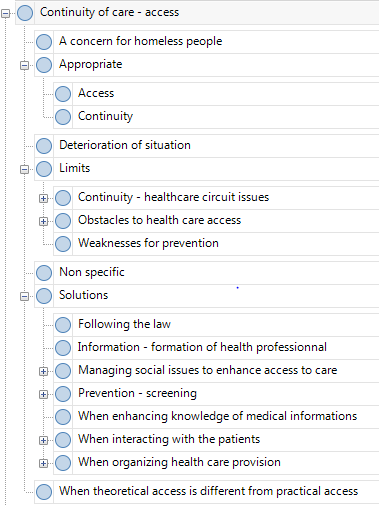 Continuity of care - access
A concern for homeless people
Appropriate
Access
Continuity
Deterioration of situation
Limits
Continuity - healthcare circuit issues
Obstacles to health care access
Weaknesses for prevention
Non specific
Solutions
Following the law
Information - formation of health professionnal
Managing social issues to enhance access to care
Prevention - screening
When enhancing knowledge of medical informations
When interacting with the patients
When organizing health care provision
When theoretical access is different from practical access